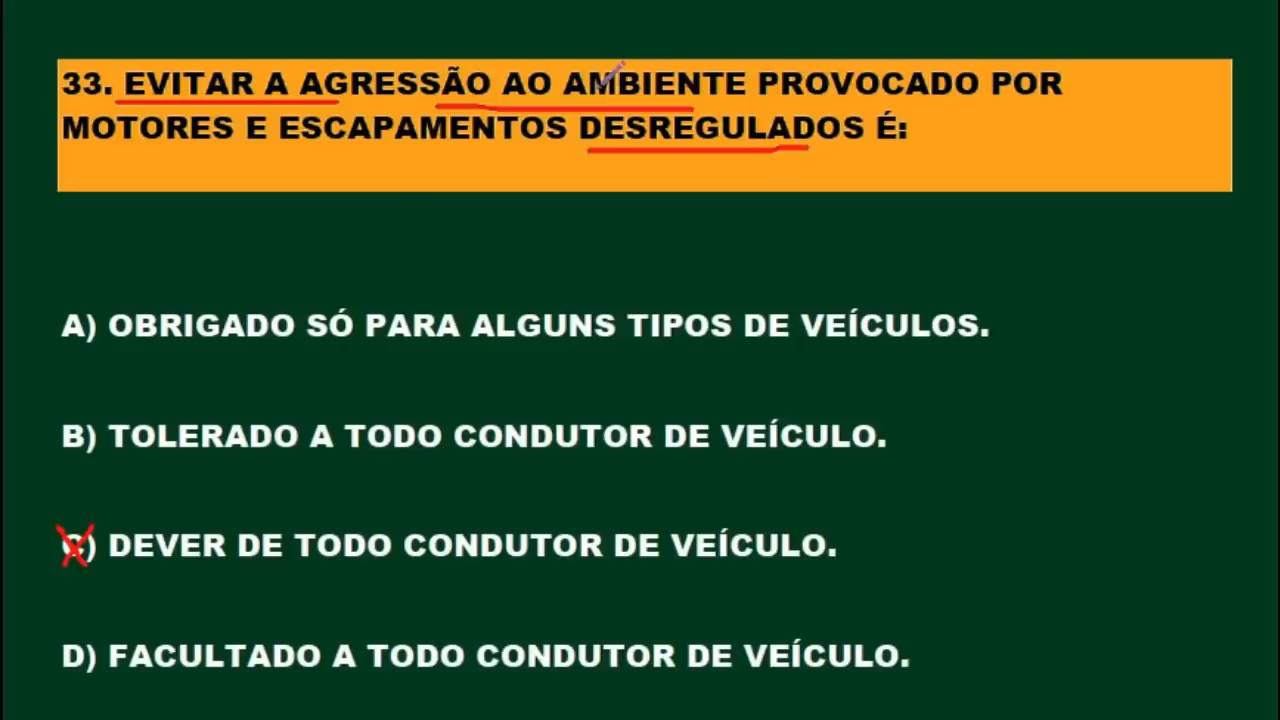 33. EVITAR A AGRESSÃO AO AMBIENTE PROVOCADO POR
MOTORES E ESCAPAMENTOS DESREGULADOS É:
A) OBRIGADO SÓ PARA ALGUNS TIPOS DE VEÍCULOS.
B) TOLERADO A TODO CONDUTOR DE VEÍCULO.
C) DEVER DE TODO CONDUTOR DE VEÍCULO.
D) FACULTADO A TODO CONDUTOR DE VEÍCULO.